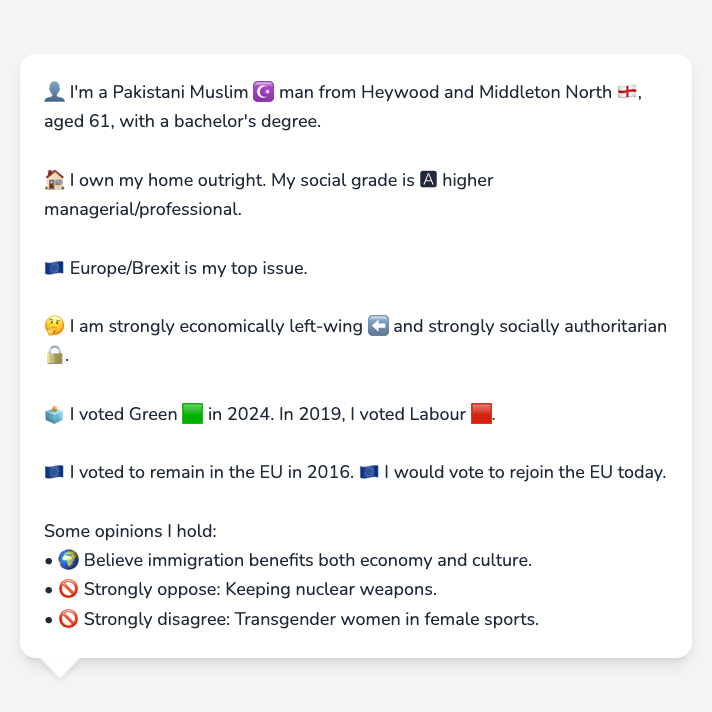 👤 I'm a Pakistani Muslim ☪️ man from Heywood and Middleton North 🏴󠁧󠁢󠁥󠁮󠁧󠁿,
aged 61, with a bachelor's degree.
🏠 I own my home outright. My social grade is 🅰 higher
managerial/professional.
🇪🇺 Europe/Brexit is my top issue.
🤔 I am strongly economically left-wing ⬅️ and strongly socially authoritarian
🔒.
🗳️ I voted Green 🟩 in 2024. In 2019, I voted Labour 🟥.
🇪🇺 I voted to remain in the EU in 2016. 🇪🇺 I would vote to rejoin the EU today.
Some opinions I hold:
• 🌍 Believe immigration benefits both economy and culture.
• 🚫 Strongly oppose: Keeping nuclear weapons.
• 🚫 Strongly disagree: Transgender women in female sports.